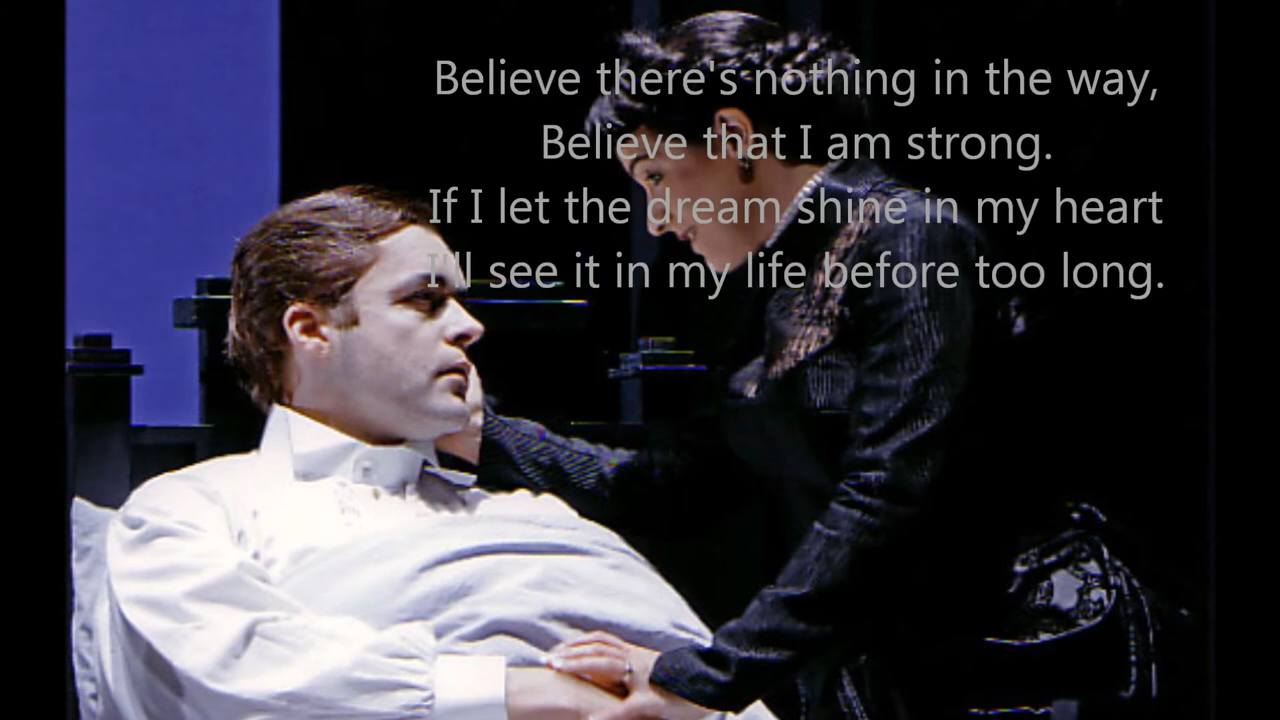 Believe there's nothing in the way,
Believe that I am strong.
If I let the dream shine in my heart
I'll see it in my life before too long.